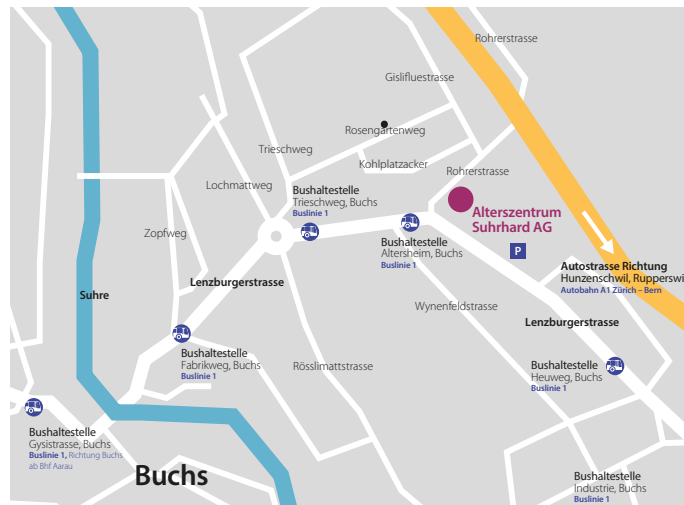 Rohrerstrasse
Gislifluestrasse
Rosengartenweg
Trieschweg
Kohlplatzacker
Rohrerstrasse
Lochmattweg
Bushaltestelle
Trieschweg, Buchs
Buslinie 1
Alterszentrum
Suhrhard AG
Zopfweg
Bushaltestelle
Altersheim, Buchs
Buslinie 1
P
Autostrasse Richtung
Hunzenschwil, Rupperswi
Autobahn A1 Zürich – Bern
Suhre
Lenzburgerstrasse
Wynenfeldstrasse
Lenzburgerstrasse
Bushaltestelle
Fabrikweg, Buchs
Buslinie 1
Rösslimattstrasse
Bushaltestelle
Heuweg, Buchs
Buslinie 1
Bushaltestelle
Gysistrasse, Buchs
Buslinie 1, Richtung Buchs
ab Bhf Aarau
Buchs
Bushaltestelle
Industrie, Buchs
Buslinie 1